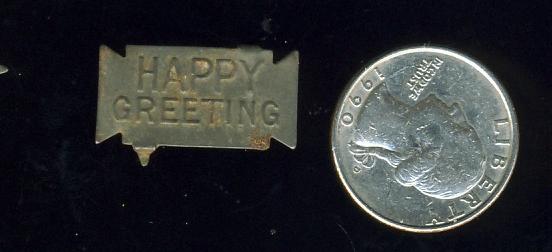 HAPPY
GREETING
LIBERTY
IN GOD WE
TRUST
1990